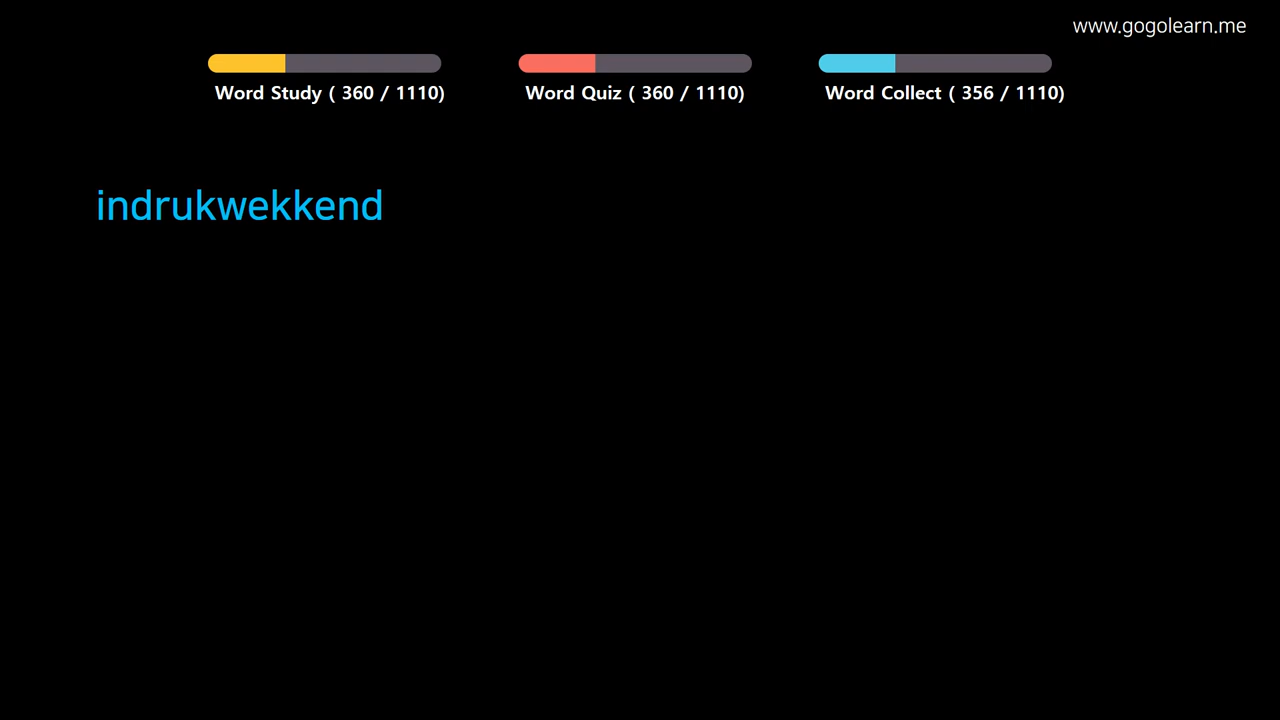 www.gogolearn.me
Word Study ( 360 / 1110)
Word Quiz ( 360 / 1110)
Word Collect ( 356 / 1110)
indrukwekkend